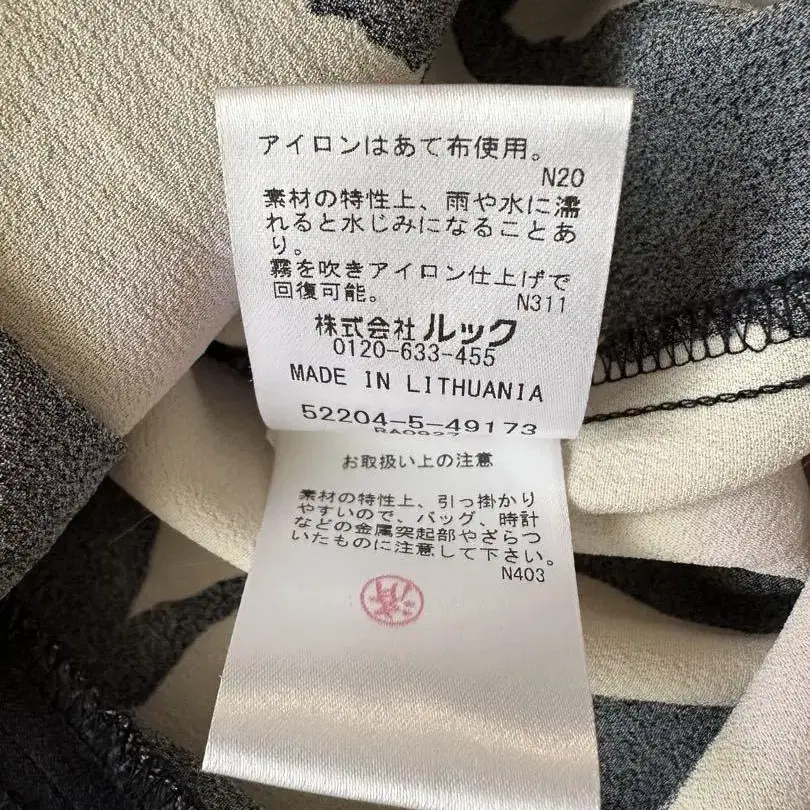 アイロンはあて布使用。
N20
素材の特性上、雨や水に濡
れると水じみになることあ
り。
霧を吹きアイロン仕上げで
回復可能。
N311
株式会社ルック
0120-633-455
MADE IN LITHUANIA
52204-5-49173
お取扱い上の注意
素材の特性上、引っ掛かり
やすいので、バッグ、時計
などの金属突起部やざらつ
いたものに注意して下さい。
N403